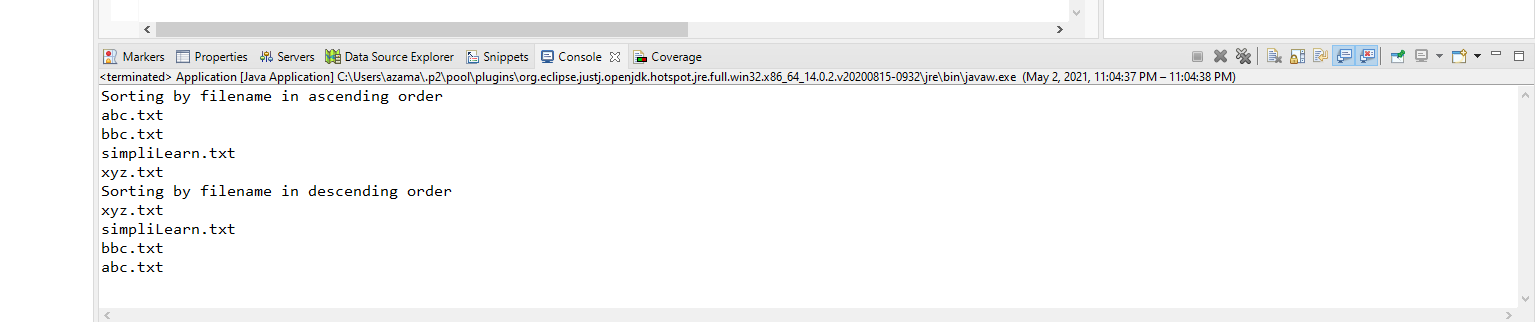 Markers Properties Servers Data Source Explorer Snippets Console Coverage
<terminated> Application [Java Application] C:\Users\azama\.p2\pool\plugins\org.eclipse.justj.openjdk.hotspot.jre.full.win32.x86_64_14.0.2.v20200815-0932\jre\bin\javaw.exe (May 2, 2021, 11:04:37 PM – 11:04:38 PM)
Sorting by filename in ascending order
abc.txt
bbc.txt
simpliLearn.txt
xyz.txt
Sorting by filename in descending order
xyz.txt
simpliLearn.txt
bbc.txt
abc.txt